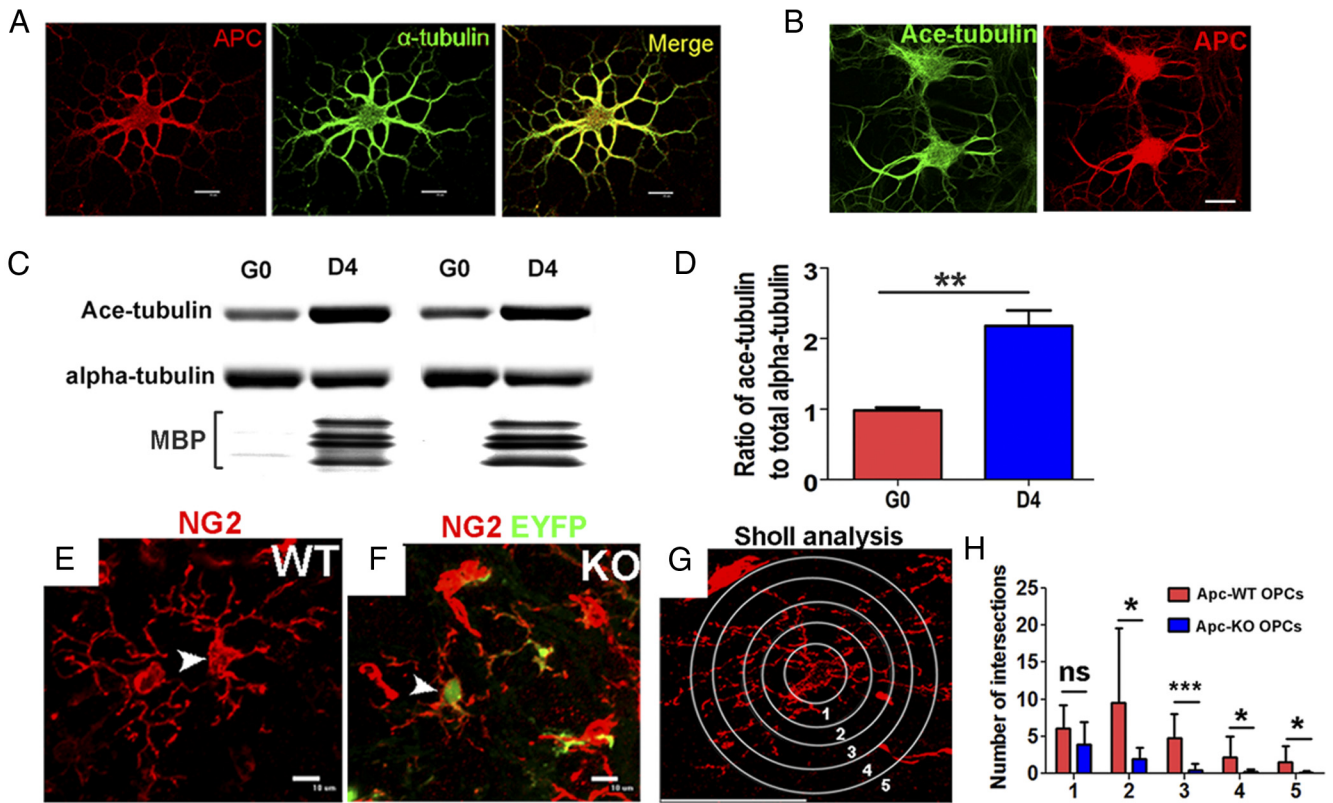 A
APC
α-tubulin
Merge
B
Ace-tubulin
APC
C
G0 D4 G0 D4
Ace-tubulin
alpha-tubulin
MBP
D
Ratio of ace-tubulin
to total alpha-tubulin
3
2
1
0
**
G0 D4
E
NG2
WT
10 um
F
NG2 EYFP
KO
10 um
G
Sholl analysis
1
2
3
4
5
H
Number of intersections
25
20
15
10
5
0
ns
*
***
*
*
Apc-WT OPCs
Apc-KO OPCs
1 2 3 4 5